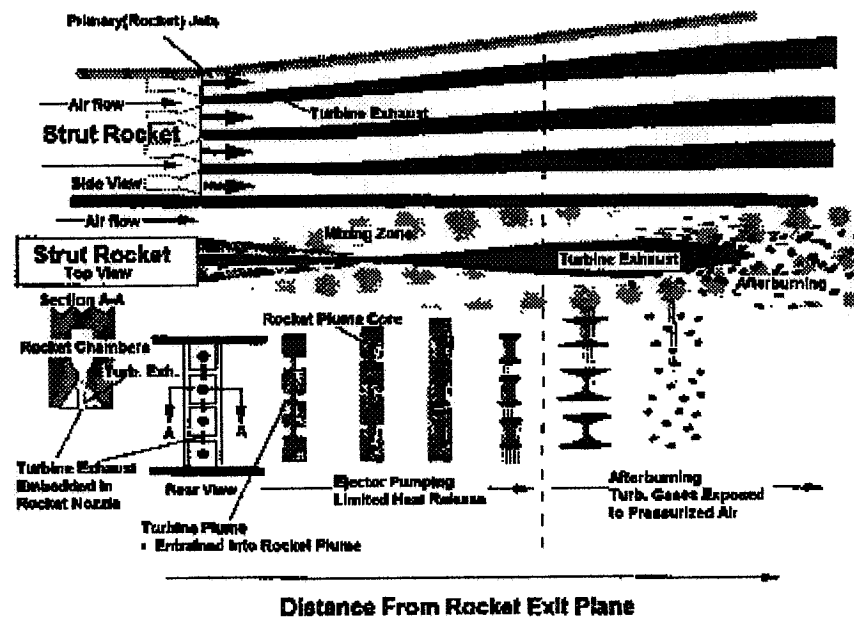 Primary(Rocket) Jets
Air flow
Turbine Exhaust
Strut Rocket
Side View
Air flow
Mixing Zone
Strut Rocket
Top View
Turbine Exhaust
Afterburning
Section A-A
Rocket Plume Core
Rocket Chambers
Turb. Exh.
A
A
Turbine Exhaust
Embedded in
Rocket Nozzle
Rear View
Ejector Pumping
Limited Heat Release
Afterburning
Turb. Gases Exposed
to Pressurized Air
Turbine Plume
• Entrained into Rocket Plume
Distance From Rocket Exit Plane